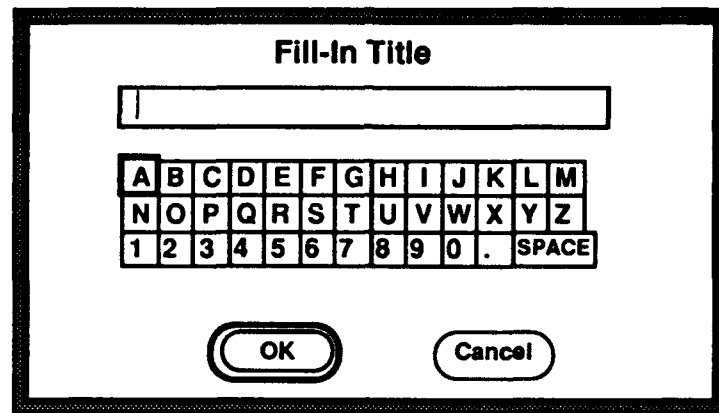 Fill-In Title
A B C D E F G H I J K L M
N O P Q R S T U V W X Y Z
1 2 3 4 5 6 7 8 9 0 . SPACE
OK Cancel